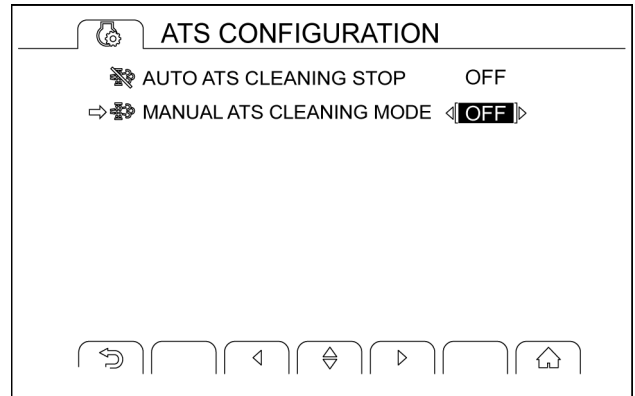 ATS CONFIGURATION
AUTO ATS CLEANING STOP OFF
MANUAL ATS CLEANING MODE OFF